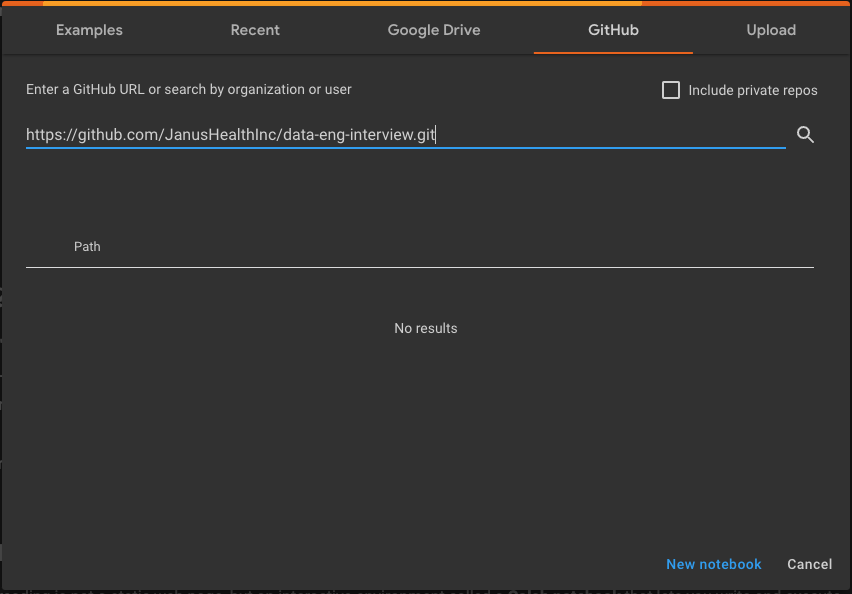 Examples Recent Google Drive GitHub Upload
Enter a GitHub URL or search by organization or user Include private repos
https://github.com/JanusHealthInc/data-eng-interview.git
Path
No results
New notebook Cancel